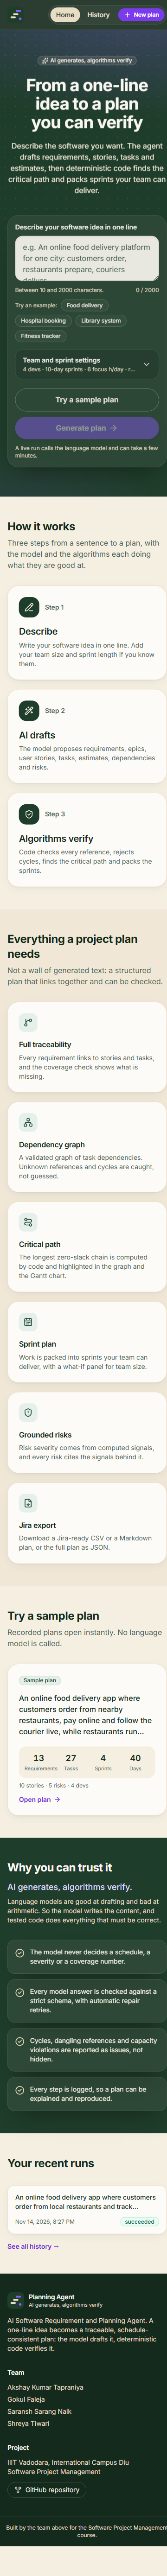 Home
History
New plan
AI generates, algorithms verify
From a one-line
idea to a plan
you can verify
Describe the software you want. The agent
drafts requirements, stories, tasks and
estimates, then deterministic code finds the
critical path and packs sprints your team can
deliver.
Describe your software idea in one line
e.g. An online food delivery platform
for one city: customers order,
restaurants prepare, couriers
deliver
Between 10 and 2000 characters.
0 / 2000
Try an example:
Food delivery
Hospital booking
Library system
Fitness tracker
Team and sprint settings
4 devs · 10-day sprints · 6 focus h/day · r...
Try a sample plan
Generate plan →
A live run calls the language model and can take a few
minutes.
How it works
Three steps from a sentence to a plan, with
the model and the algorithms each doing
what they are good at.
Step 1
Describe
Write your software idea in one line. Add
your team size and sprint length if you know
them.
Step 2
AI drafts
The model proposes requirements, epics,
user stories, tasks, estimates, dependencies
and risks.
Step 3
Algorithms verify
Code checks every reference, rejects
cycles, finds the critical path and packs the
sprints.
Everything a project plan
needs
Not a wall of generated text: a structured
plan that links together and can be checked.
Full traceability
Every requirement links to stories and tasks,
and the coverage check shows what is
missing.
Dependency graph
A validated graph of task dependencies.
Unknown references and cycles are caught,
not guessed.
Critical path
The longest zero-slack chain is computed
by code and highlighted in the graph and
the Gantt chart.
Sprint plan
Work is packed into sprints your team can
deliver, with a what-if panel for team size.
Grounded risks
Risk severity comes from computed signals,
and every risk cites the signals behind it.
Jira export
Download a Jira-ready CSV or a Markdown
plan, or the full plan as JSON.
Try a sample plan
Recorded plans open instantly. No language
model is called.
Sample plan
An online food delivery app where
customers order from nearby
restaurants, pay online and follow the
courier live, while restaurants run...
13
27
4
40
Requirements
Tasks
Sprints
Days
10 stories · 5 risks · 4 devs
Open plan →
Why you can trust it
AI generates, algorithms verify.
Language models are good at drafting and bad at
arithmetic. So the model writes the content, and
tested code does everything that must be correct.
The model never decides a schedule, a
severity or a coverage number.
Every model answer is checked against a
strict schema, with automatic repair
retries.
Cycles, dangling references and capacity
violations are reported as issues, not
hidden.
Every step is logged, so a plan can be
explained and reproduced.
Your recent runs
An online food delivery app where customers
order from local restaurants and track...
Nov 14, 2026, 8:27 PM
succeeded
See all history →
Planning Agent
AI generates, algorithms verify
AI Software Requirement and Planning Agent. A
one-line idea becomes a traceable, schedule-
consistent plan: the model drafts it, deterministic
code verifies it.
Team
Akshay Kumar Tapraniya
Gokul Faleja
Saransh Sarang Naik
Shreya Tiwari
Project
IIIT Vadodara, International Campus Diu
Software Project Management
GitHub repository
Built by the team above for the Software Project Management
course.